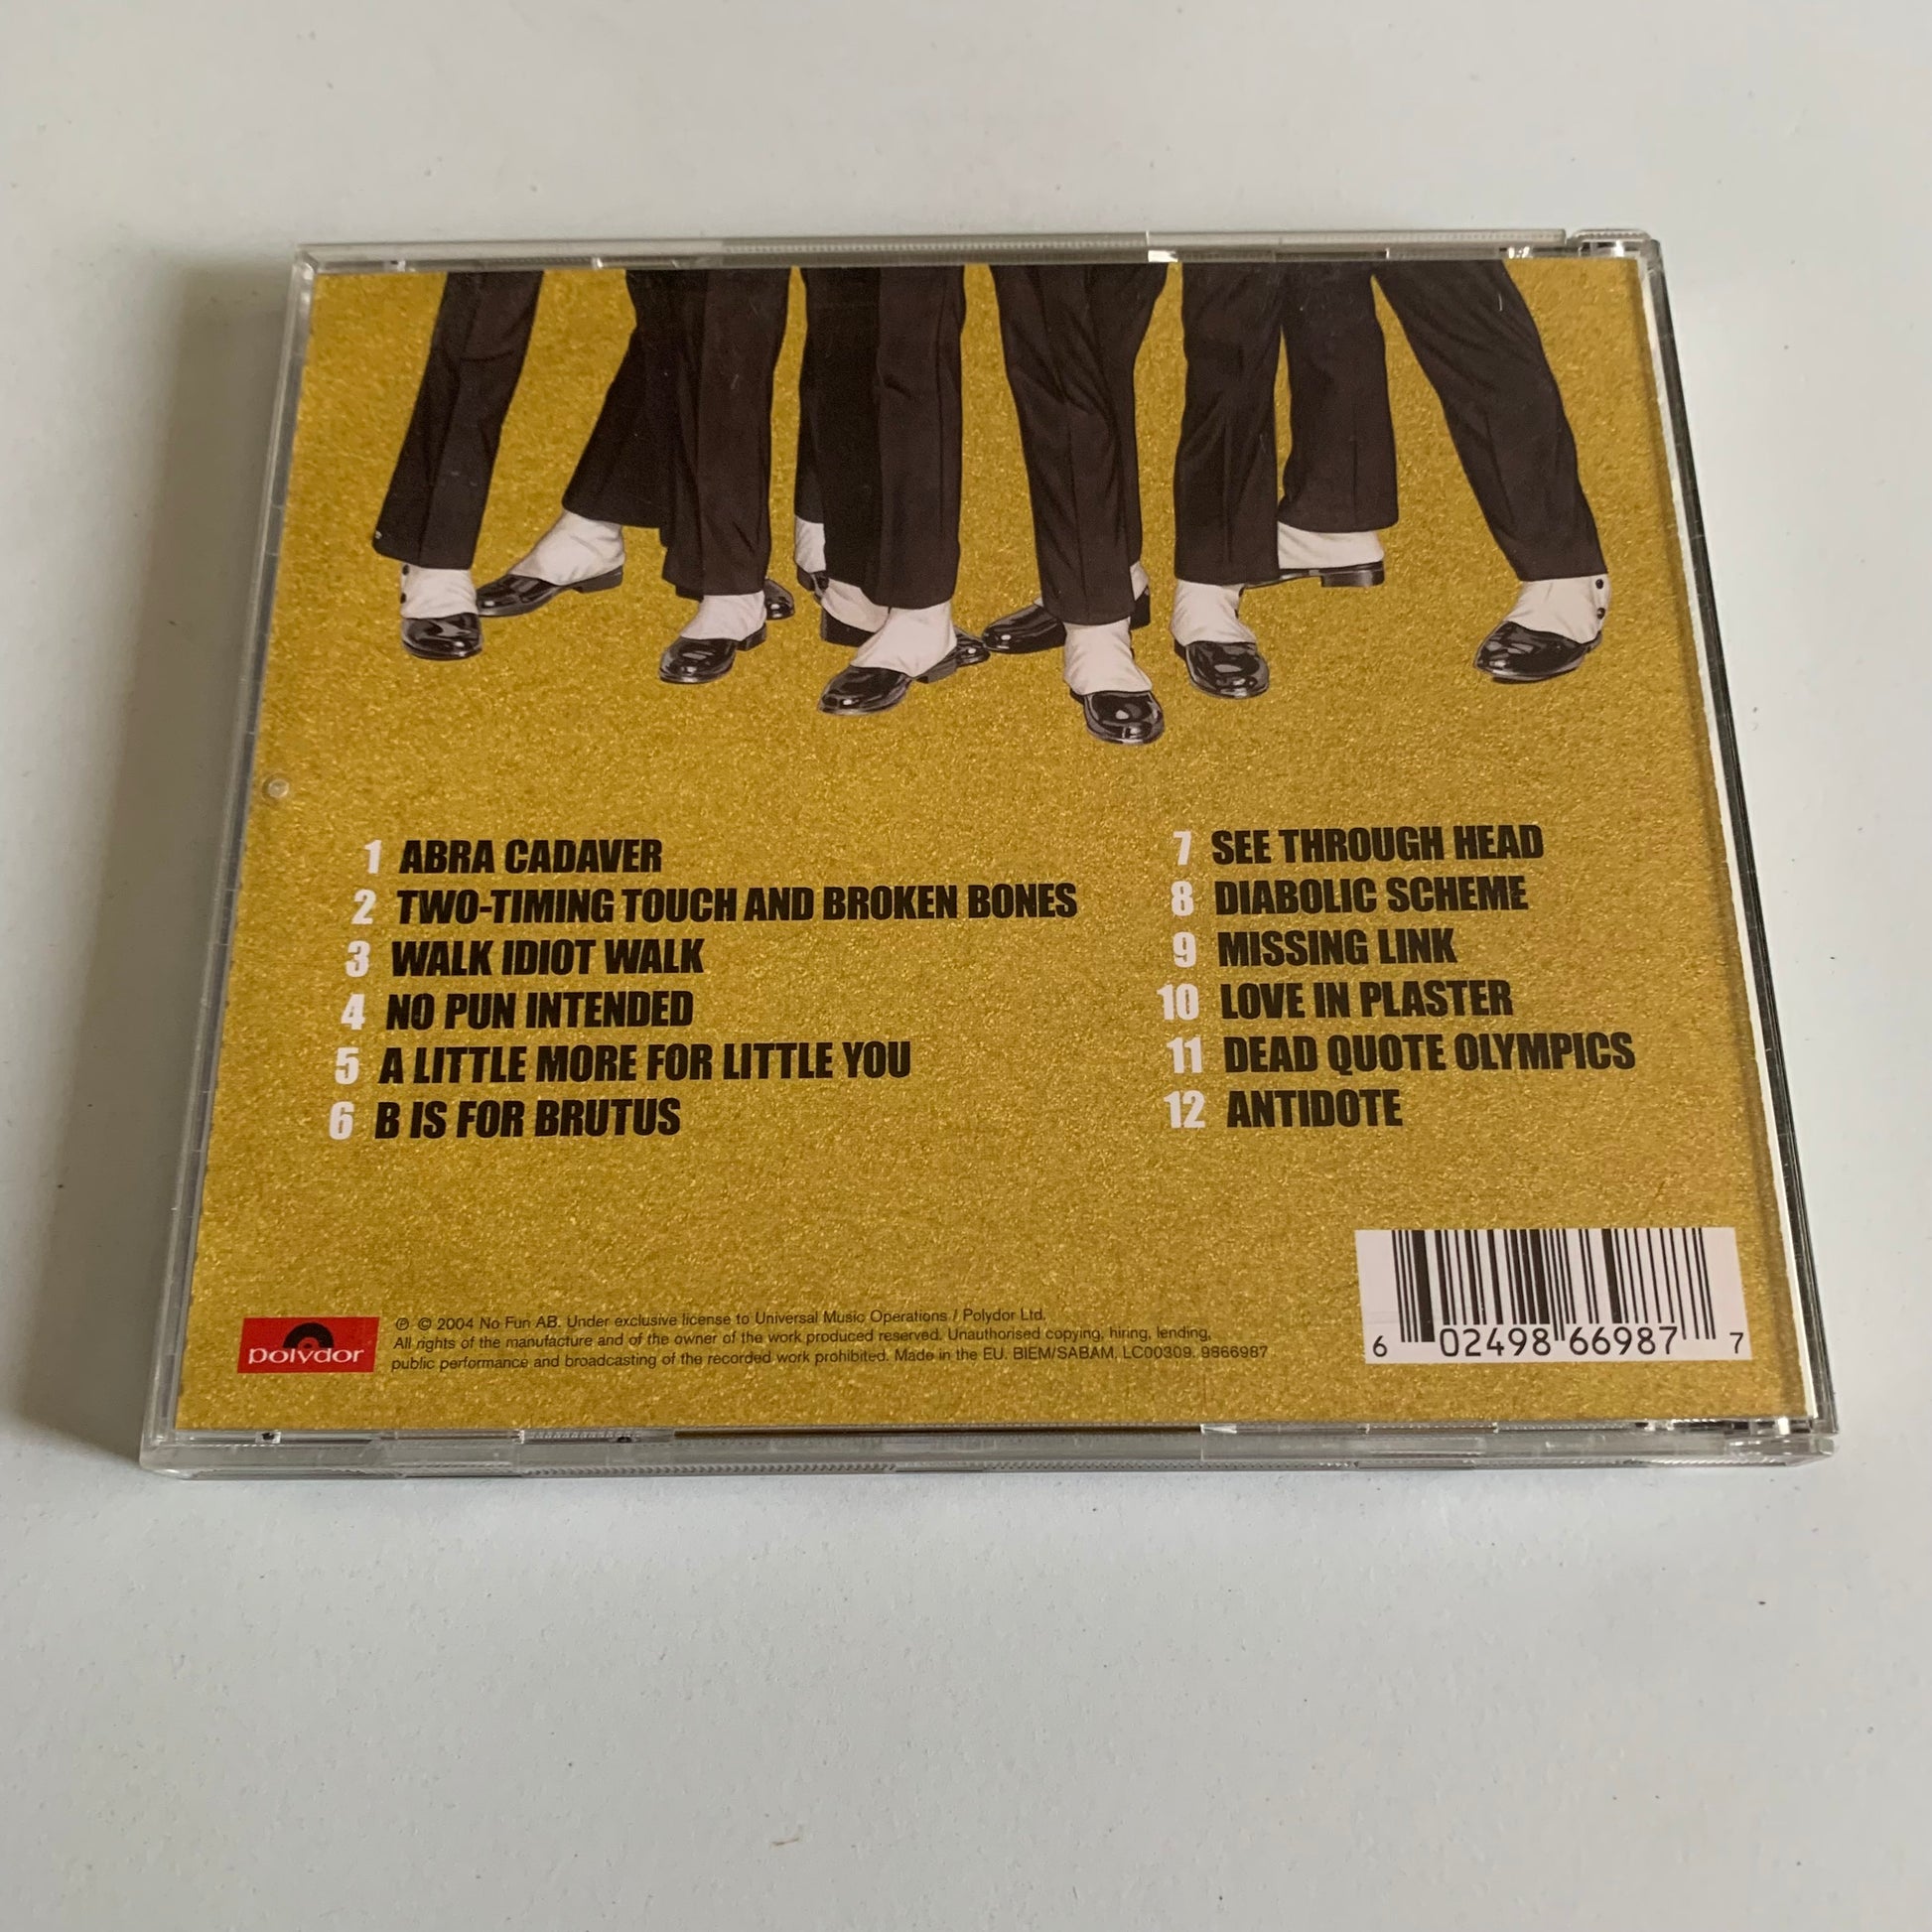 1 ABRA CADAVER
2 TWO-TIMING TOUCH AND BROKEN BONES
3 WALK IDIOT WALK
4 NO PUN INTENDED
5 A LITTLE MORE FOR LITTLE YOU
6 B IS FOR BRUTUS
7 SEE THROUGH HEAD
8 DIABOLIC SCHEME
9 MISSING LINK
10 LOVE IN PLASTER
11 DEAD QUOTE OLYMPICS
12 ANTIDOTE
polydor
℗ © 2004 No Fun AB. Under exclusive license to Universal Music Operations / Polydor Ltd.
All rights of the manufacture and of the owner of the work produced reserved. Unauthorised copying, hiring, lending,
public performance and broadcasting of the recorded work prohibited. Made in the EU. BIEM/SABAM, LC00309. 9866987
6 02498 66987 7